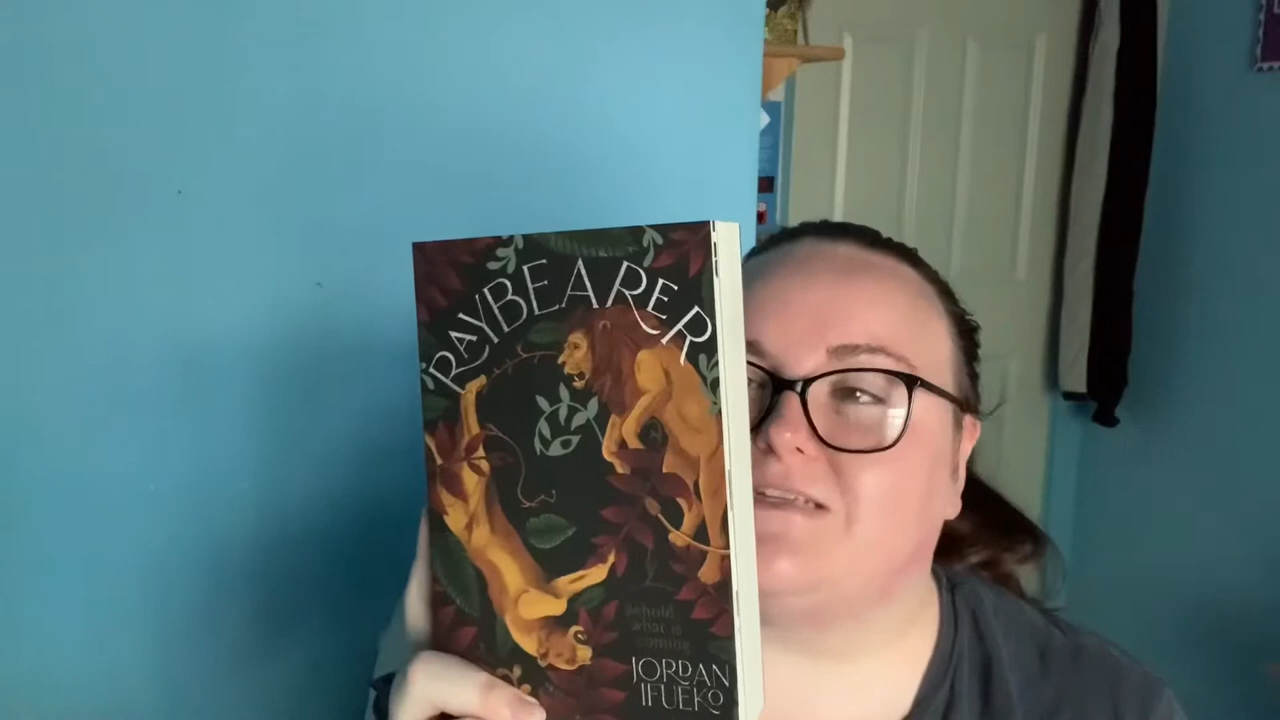 RAYBEARER
behold
what is
coming
JORDAN
IFUEKO